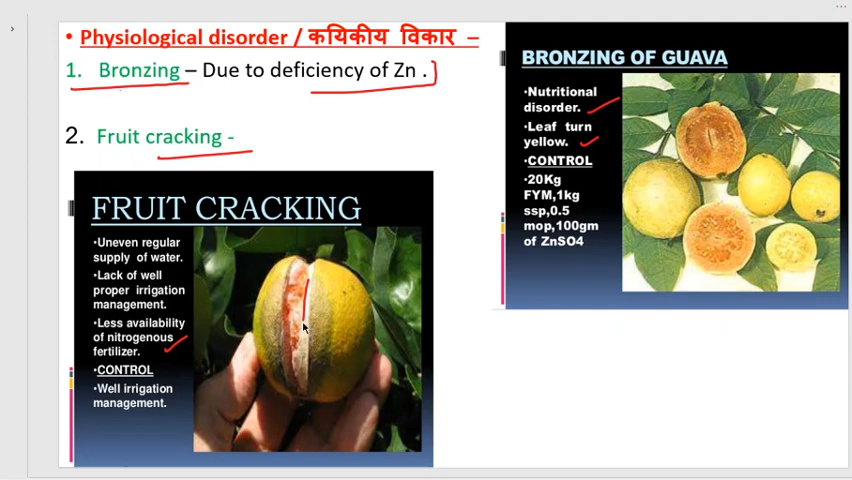 • Physiological disorder / कयिकीय विकार –
1. Bronzing – Due to deficiency of Zn .
2. Fruit cracking -
FRUIT CRACKING
•Uneven regular
supply of water.
•Lack of well
proper irrigation
management.
•Less availability
of nitrogenous
fertilizer.
•CONTROL
•Well irrigation
management.
BRONZING OF GUAVA
•Nutritional
disorder.
•Leaf turn
yellow.
•CONTROL
•20Kg
FYM,1kg
ssp,0.5
mop,100gm
of ZnSO4